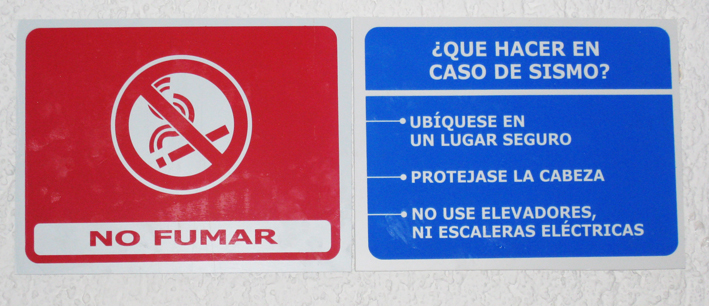 NO FUMAR
¿QUE HACER EN
CASO DE SISMO?
UBÍQUESE EN
UN LUGAR SEGURO
PROTEJASE LA CABEZA
NO USE ELEVADORES,
NI ESCALERAS ELÉCTRICAS